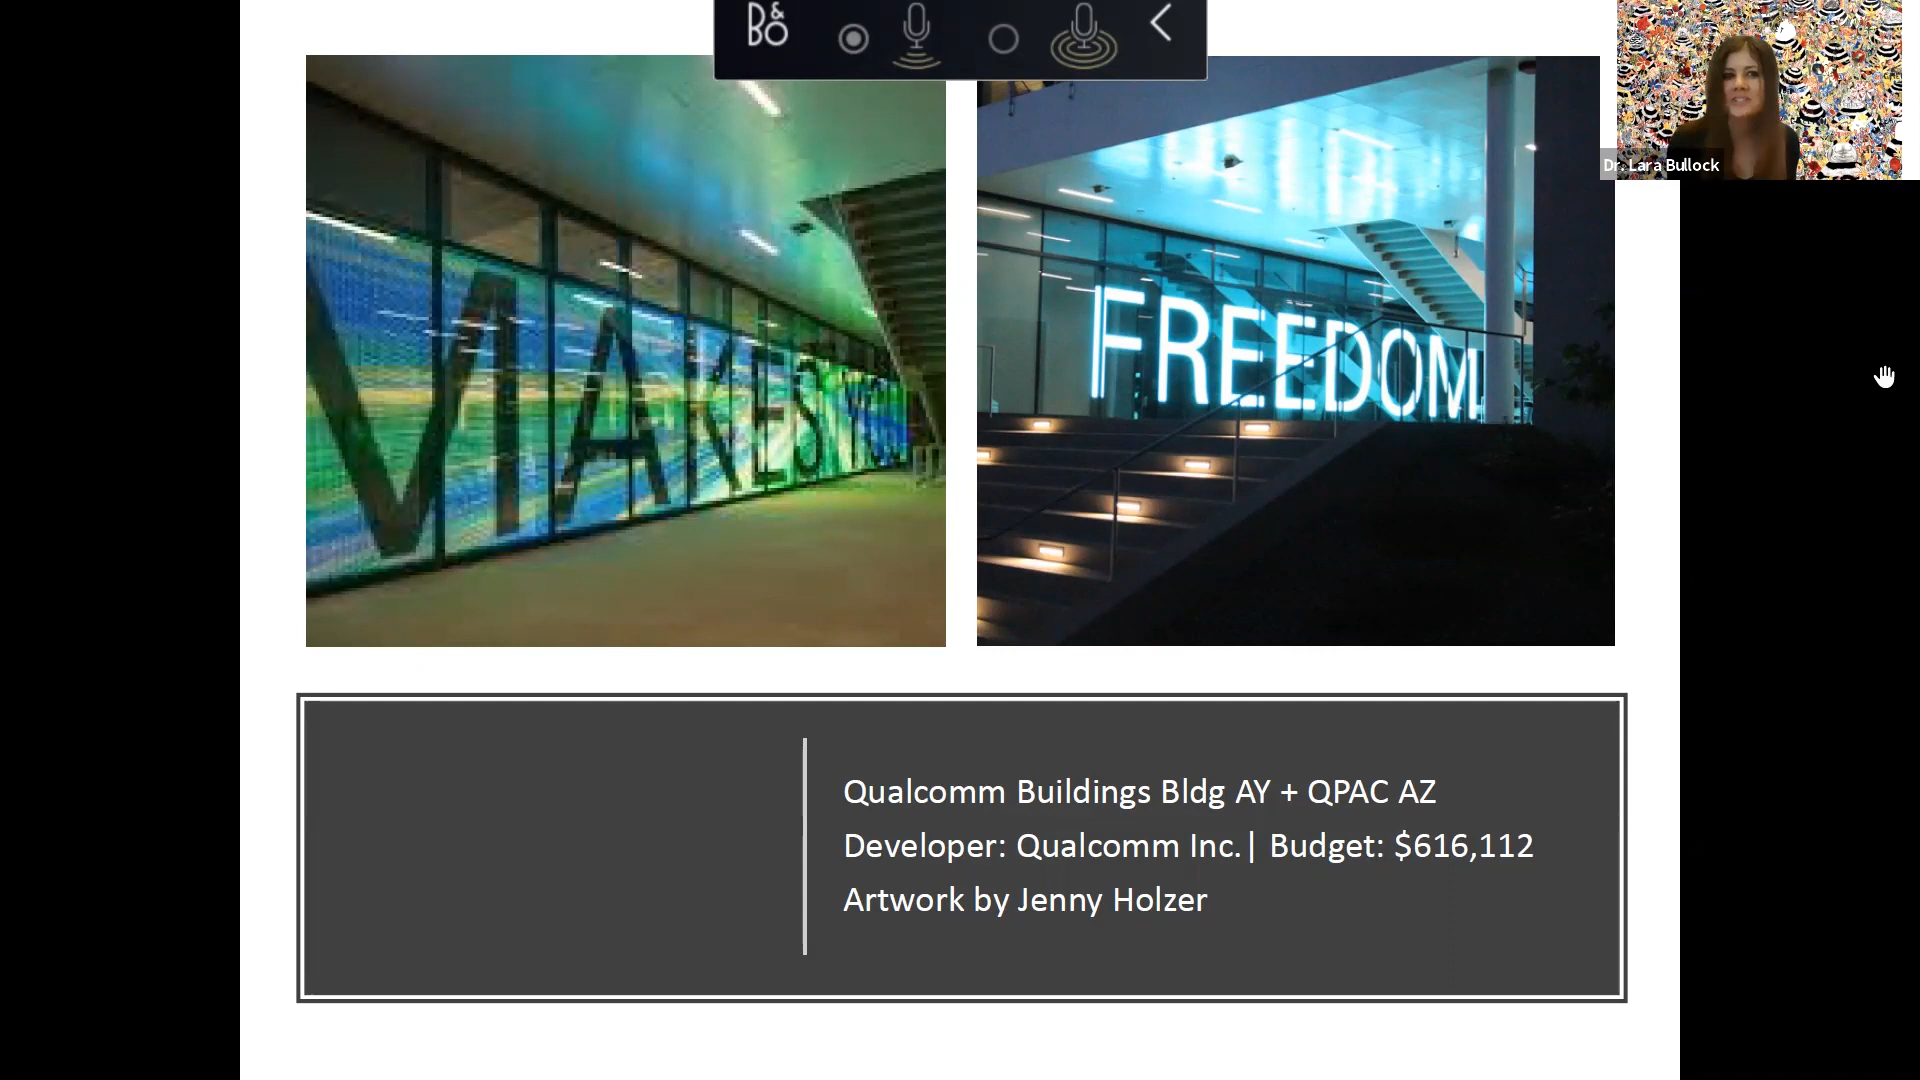 B&O
Dr. Lara Bullock
MAKES
FREEDOM
Qualcomm Buildings Bldg AY + QPAC AZ
Developer: Qualcomm Inc.| Budget: $616,112
Artwork by Jenny Holzer